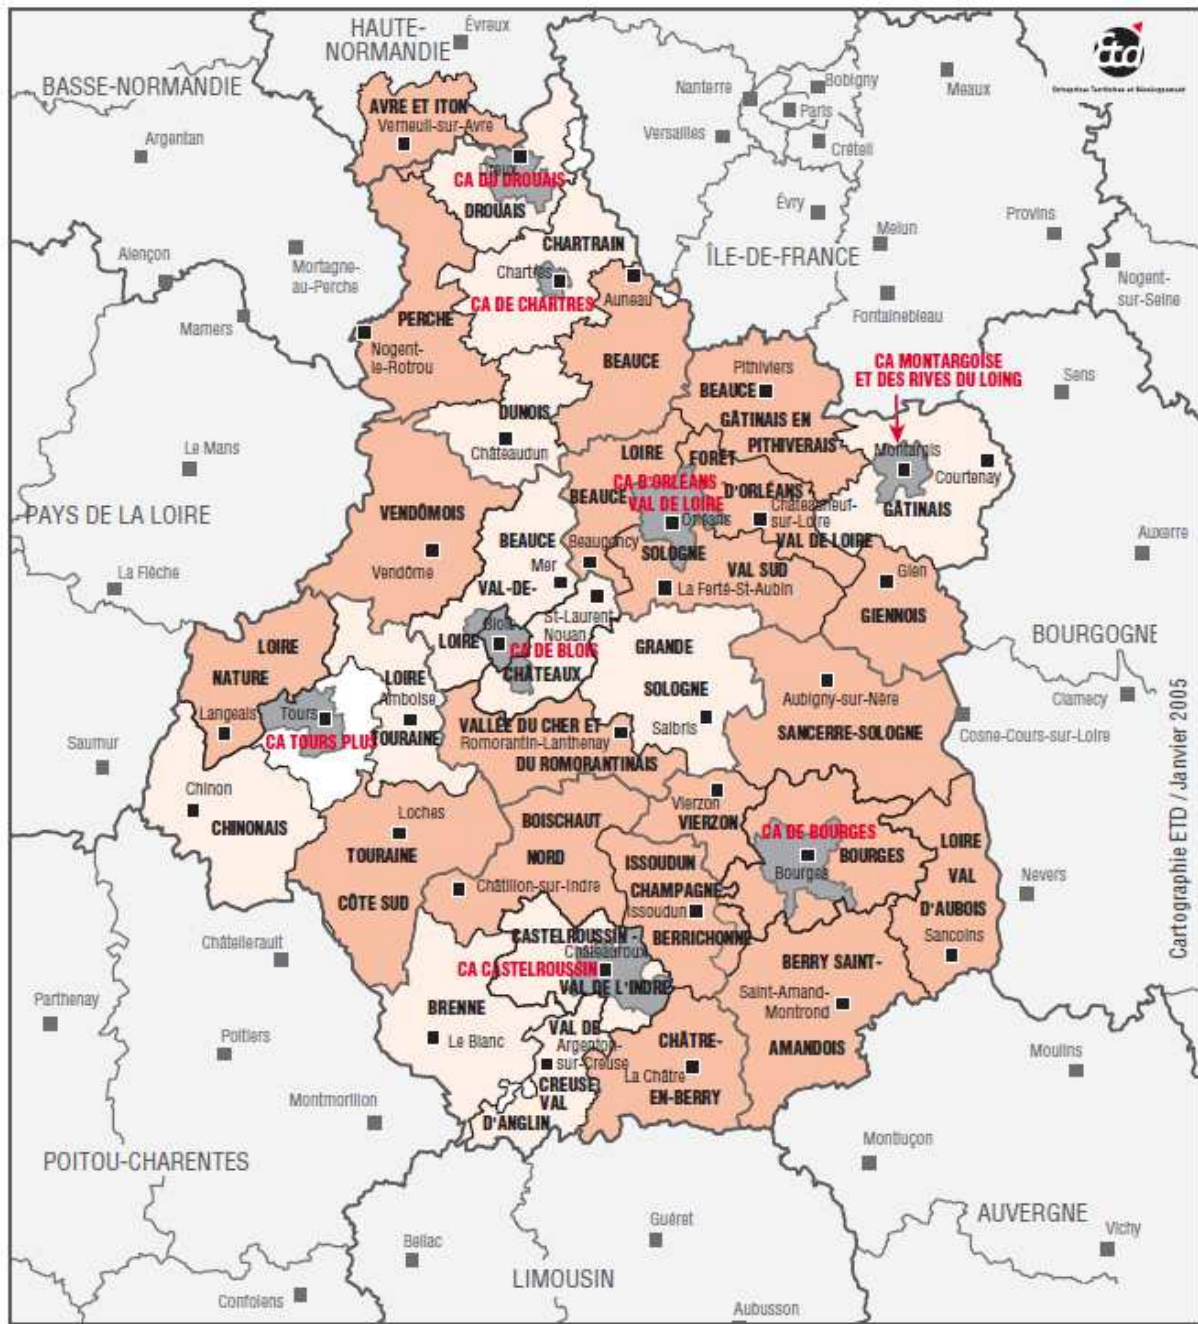 HAUTE-
NORMANDIE
Évreux
BASSE-NORMANDIE
Argentan
AVRE ET ITON
Verneuil-sur-Avre
Nanterre
Bobigny
Paris
Versailles
Créteil
Meaux
etd
Entreprises Territoires et Développement
Dreux
CA DU DROUAIS
DROUAIS
Évry
Melun
Provins
ÎLE-DE-FRANCE
Alençon
Mortagne-
au-Perche
CHARTRAIN
Chartres
CA DE CHARTRES
Auneau
Nogent-
sur-Seine
Fontainebleau
Mamers
PERCHE
Nogent-
le-Rotrou
BEAUCE
CA MONTARGOISE
ET DES RIVES DU LOING
Sens
Pithiviers
BEAUCE
GÂTINAIS EN
PITHIVERAIS
DUNOIS
Châteaudun
Le Mans
LOIRE
BEAUCE
FORÊT
D'ORLÉANS -
CA D'ORLÉANS
VAL DE LOIRE
Orléans
Châteauneuf-
sur-Loire
VAL DE LOIRE
Montargis
Courtenay
GÂTINAIS
PAYS DE LA LOIRE
VENDÔMOIS
Vendôme
BEAUCE
Mer
VAL-DE-
LOIRE
Beaugency
SOLOGNE
VAL SUD
La Ferté-St-Aubin
Auxerre
Gien
GIENNOIS
La Flèche
St-Laurent-
Nouan
Blois
CA DE BLOIS
CHÂTEAUX
BOURGOGNE
Clamecy
LOIRE
NATURE
Langeais
Tours
CA TOURS PLUS
LOIRE
Amboise
TOURAINE
GRANDE
SOLOGNE
Salbris
Aubigny-sur-Nère
SANCERRE-SOLOGNE
Cosne-Cours-sur-Loire
VALLÉE DU CHER ET
Romorantin-Lanthenay
DU ROMORANTINAIS
Saumur
Chinon
CHINONAIS
Loches
TOURAINE
CÔTE SUD
BOISCHAUT
NORD
Châtillon-sur-Indre
Vierzon
VIERZON
CA DE BOURGES
BOURGES
Bourges
LOIRE
VAL
D'AUBOIS
Sancoins
Nevers
ISSOUDUN
CHAMPAGNE
Issoudun
BERRICHONNE
Châtellerault
CASTELROUSSIN -
Châteauroux
CA CASTELROUSSIN
VAL DE L'INDRE
BERRY SAINT-
Saint-Amand-
Montrond
AMANDOIS
Parthenay
Poitiers
BRENNE
Le Blanc
VAL DE
Argenton-
sur-Creuse
CREUSE
VAL
D'ANGLIN
CHÂTRE-
La Châtre
EN-BERRY
Moulins
Montmorillon
Montluçon
POITOU-CHARENTES
AUVERGNE
Vichy
Bellac
Guéret
LIMOUSIN
Confolens
Aubusson
Cartographie ETD / Janvier 2005